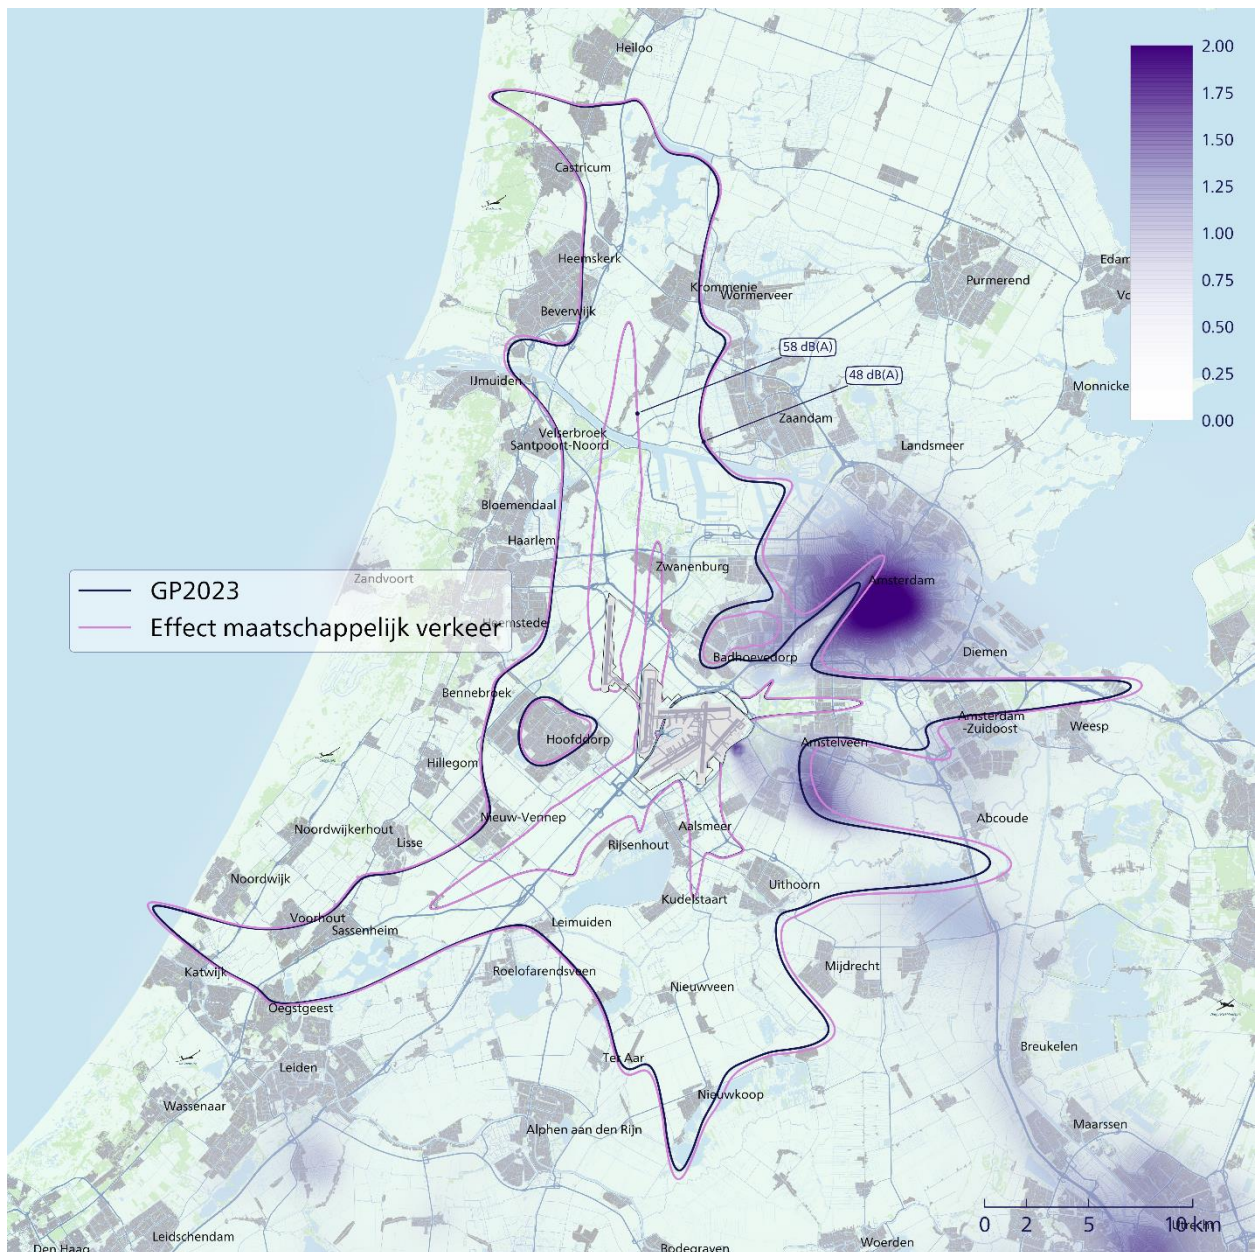 Heiloo
2.00
1.75
Castricum
1.50
1.25
1.00
Heemskerk
Edam
0.75
Purmerend
Krommenie
Wormerveer
Vo
Beverwijk
0.50
58 dB(A)
0.25
48 dB(A)
IJmuiden
Monnicke
0.00
Zaandam
Velserbroek
Santpoort-Noord
Landsmeer
Bloemendaal
Haarlem
Zwanenburg
Zandvoort
Amsterdam
GP2023
Effect maatschappelijk verkeer
Heemstede
Badhoevedorp
Diemen
Bennebroek
Amsterdam
-Zuidoost
Weesp
Hoofddorp
Amstelveen
Hillegom
Nieuw-Vennep
Abcoude
Noordwijkerhout
Aalsmeer
Lisse
Rijsenhout
Noordwijk
Uithoorn
Kudelstaart
Voorhout
Leimuiden
Sassenheim
Katwijk
Roelofarendsveen
Mijdrecht
Nieuwveen
Oegstgeest
Breukelen
Ter Aar
Leiden
Nieuwkoop
Wassenaar
Maarssen
Alphen aan den Rijn
0 2 5 10 km
Utrecht
Leidschendam
Woerden
Den Haag
Bodegraven